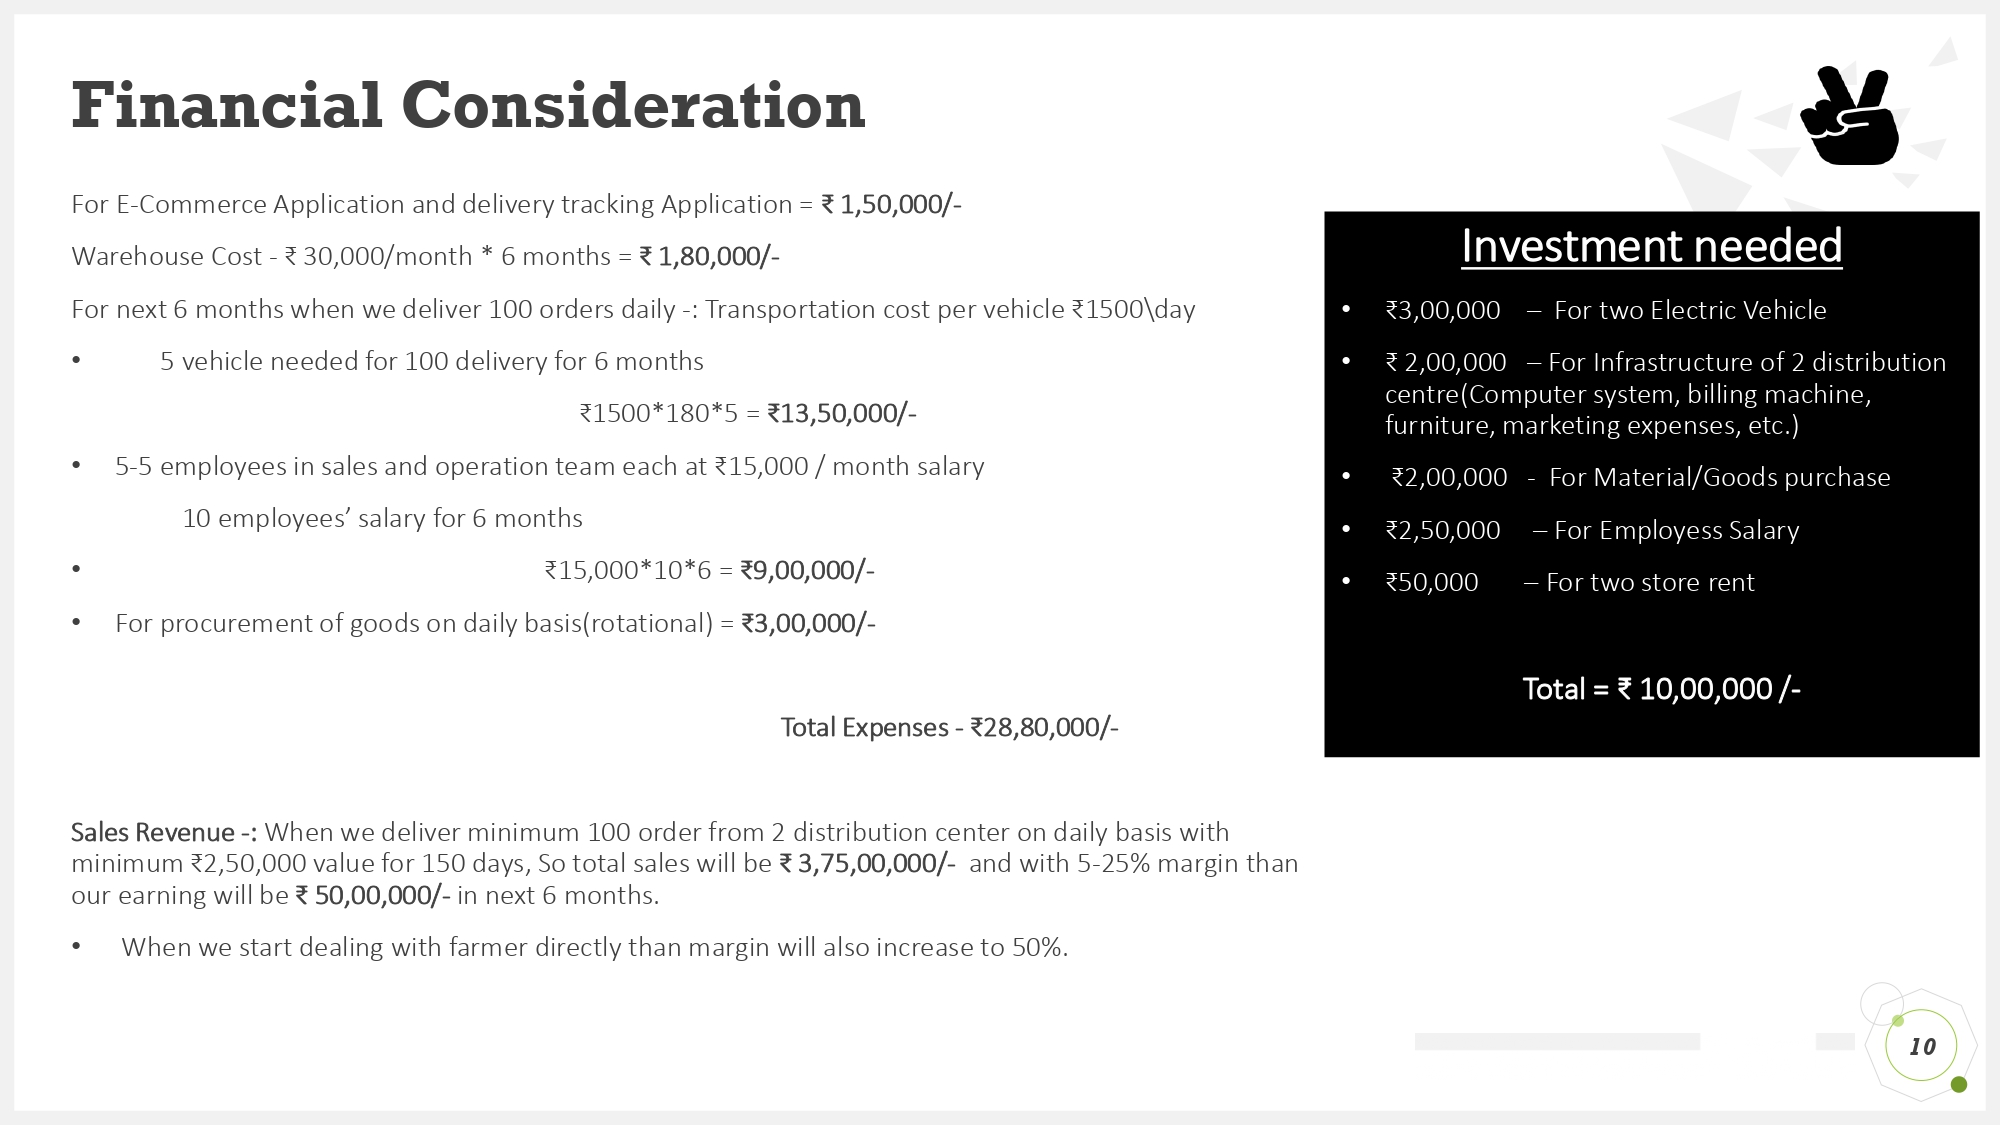 Financial Consideration
For E-Commerce Application and delivery tracking Application = ₹ 1,50,000/-
Warehouse Cost - ₹ 30,000/month * 6 months = ₹ 1,80,000/-
For next 6 months when we deliver 100 orders daily -: Transportation cost per vehicle ₹1500\day
• 5 vehicle needed for 100 delivery for 6 months
₹1500*180*5 = ₹13,50,000/-
• 5-5 employees in sales and operation team each at ₹15,000 / month salary
10 employees’ salary for 6 months
• ₹15,000*10*6 = ₹9,00,000/-
• For procurement of goods on daily basis(rotational) = ₹3,00,000/-
Total Expenses - ₹28,80,000/-
Sales Revenue -: When we deliver minimum 100 order from 2 distribution center on daily basis with
minimum ₹2,50,000 value for 150 days, So total sales will be ₹ 3,75,00,000/- and with 5-25% margin than
our earning will be ₹ 50,00,000/- in next 6 months.
• When we start dealing with farmer directly than margin will also increase to 50%.
Investment needed
• ₹3,00,000 – For two Electric Vehicle
• ₹ 2,00,000 – For Infrastructure of 2 distribution
centre(Computer system, billing machine,
furniture, marketing expenses, etc.)
• ₹2,00,000 - For Material/Goods purchase
• ₹2,50,000 – For Employess Salary
• ₹50,000 – For two store rent
Total = ₹ 10,00,000 /-
10